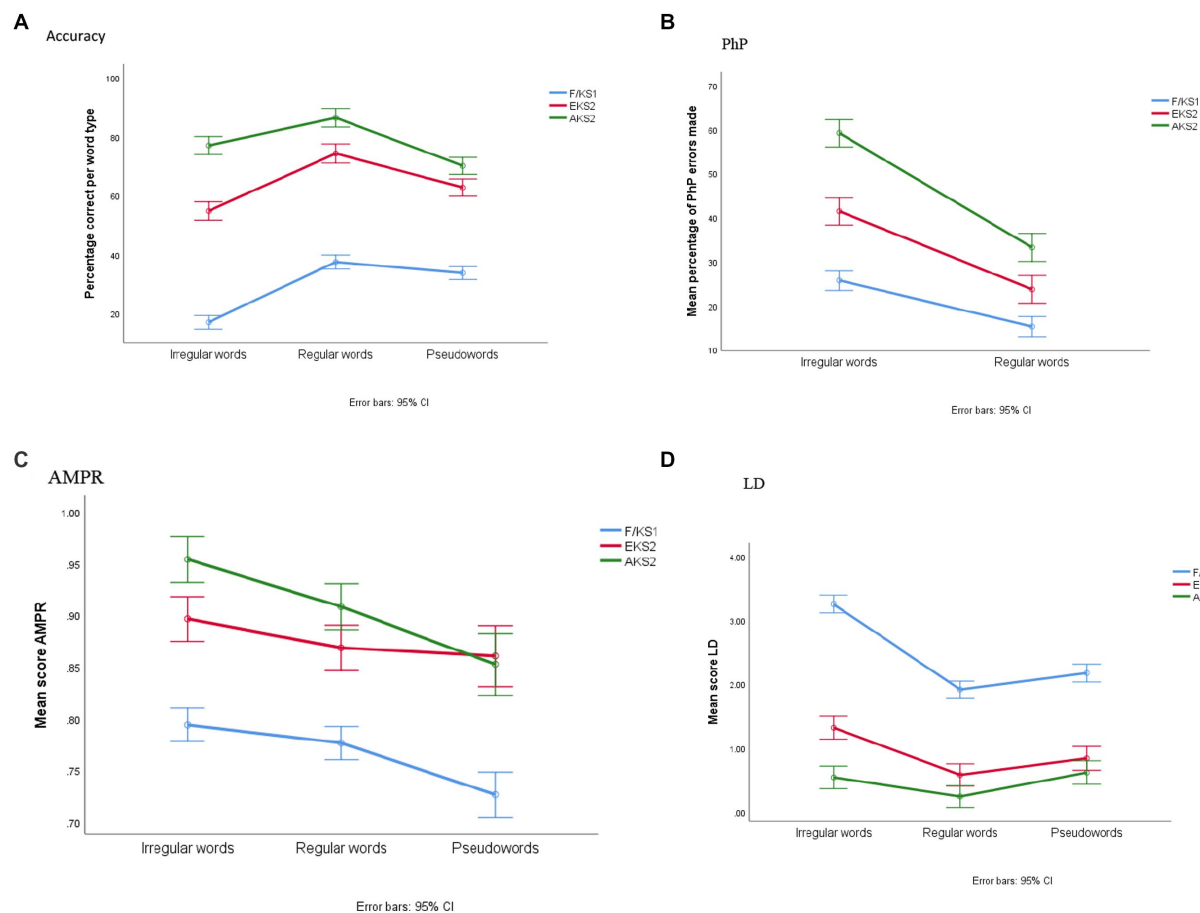 A
Accuracy
Percentage correct per word type
100
80
60
40
20
Irregular words
Regular words
Pseudowords
F/KS1
EKS2
AKS2
Error bars: 95% CI
B
PhP
Mean percentage of PhP errors made
70
60
50
40
30
20
10
Irregular words
Regular words
F/KS1
EKS2
AKS2
Error bars: 95% CI
C
AMPR
Mean score AMPR
1.00
.95
.90
.85
.80
.75
.70
Irregular words
Regular words
Pseudowords
F/KS1
EKS2
AKS2
Error bars: 95% CI
D
LD
Mean score LD
4.00
3.00
2.00
1.00
.00
Irregular words
Regular words
Pseudowords
F/
E
A
Error bars: 95% CI